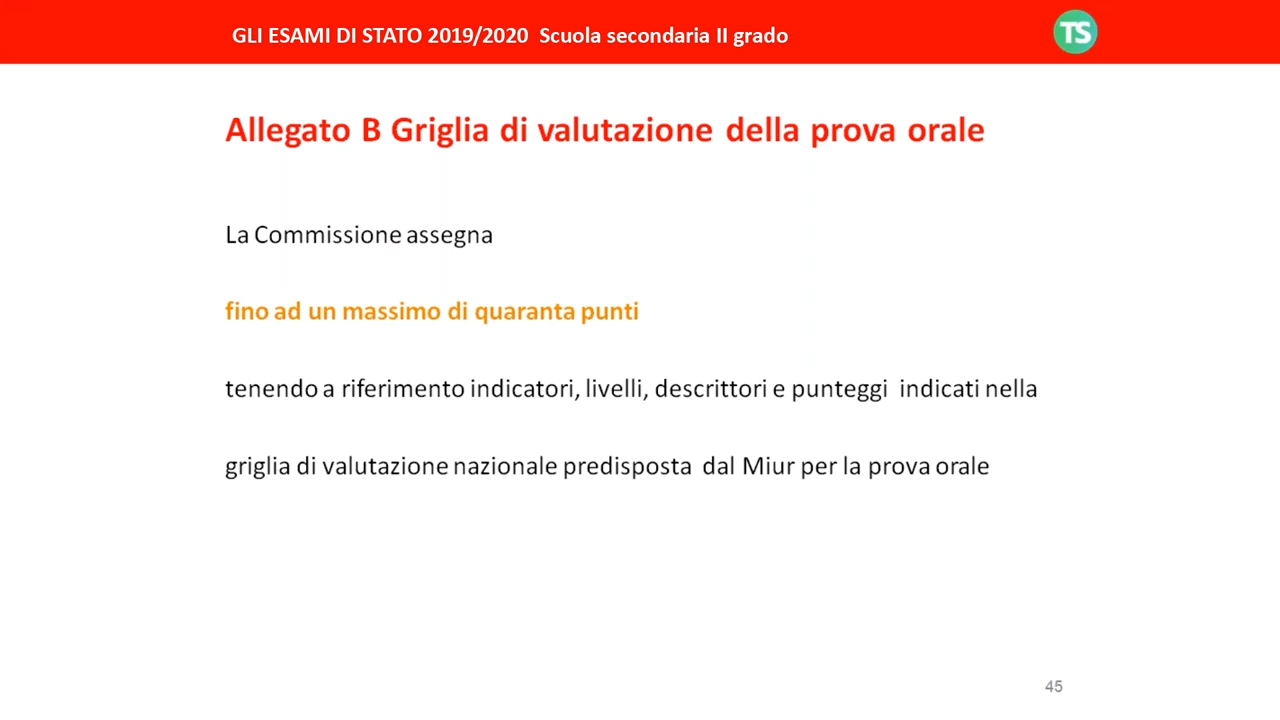 GLI ESAMI DI STATO 2019/2020 Scuola secondaria II grado
TS
Allegato B Griglia di valutazione della prova orale
La Commissione assegna
fino ad un massimo di quaranta punti
tenendo a riferimento indicatori, livelli, descrittori e punteggi indicati nella
griglia di valutazione nazionale predisposta dal Miur per la prova orale
45